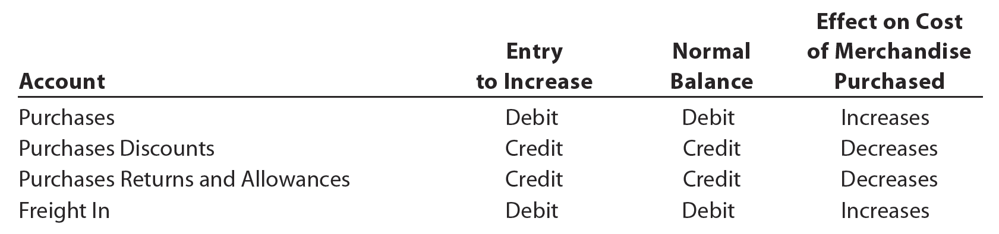 Effect on Cost
Entry Normal of Merchandise
Account to Increase Balance Purchased
Purchases Debit Debit Increases
Purchases Discounts Credit Credit Decreases
Purchases Returns and Allowances Credit Credit Decreases
Freight In Debit Debit Increases